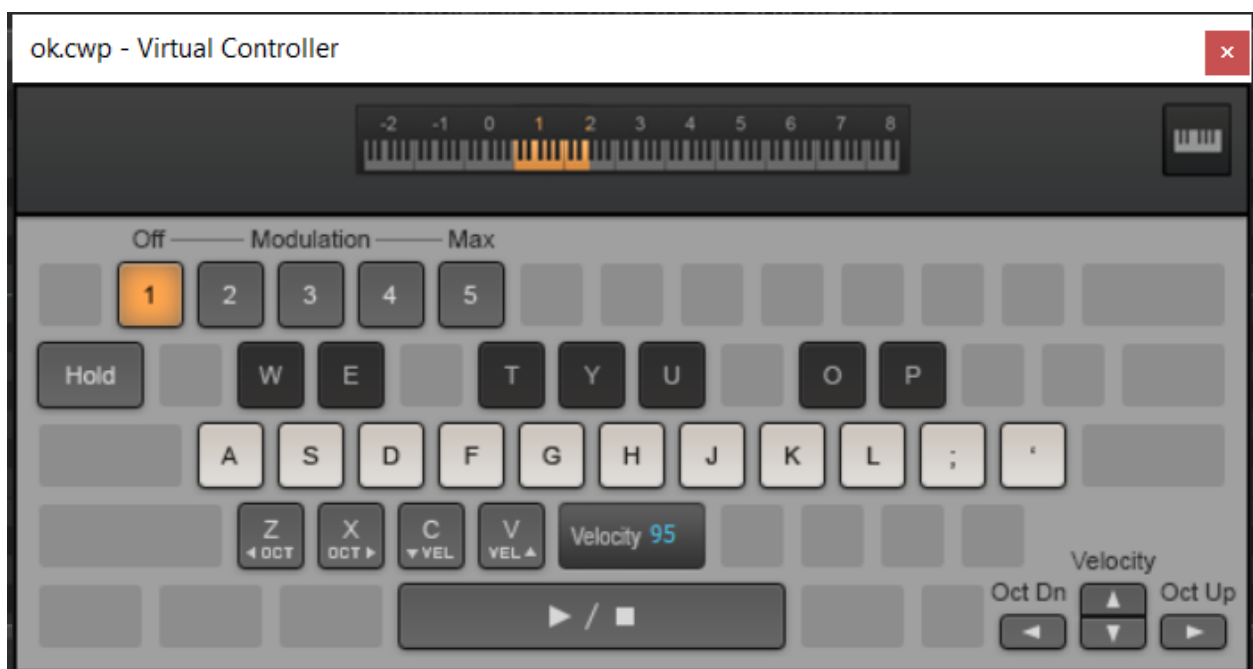 ok.cwp - Virtual Controller
×
-2 -1 0 1 2 3 4 5 6 7 8
Off Modulation Max
1 2 3 4 5
Hold W E T Y U O P
A S D F G H J K L ; ‘
Z X C V
◄ OCT OCT ► ▼ VEL VEL ▲
Velocity 95
Velocity
Oct Dn Oct Up
► / ■